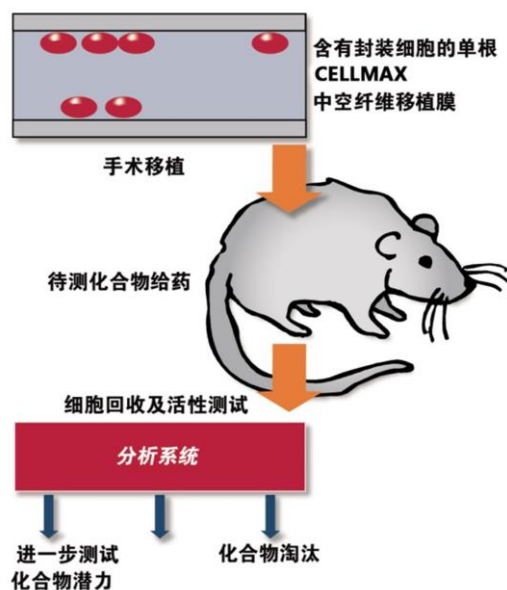 含有封装细胞的单根
CELLMAX
中空纤维移植膜
手术移植
待测化合物给药
细胞回收及活性测试
分析系统
进一步测试
化合物潜力
化合物淘汰